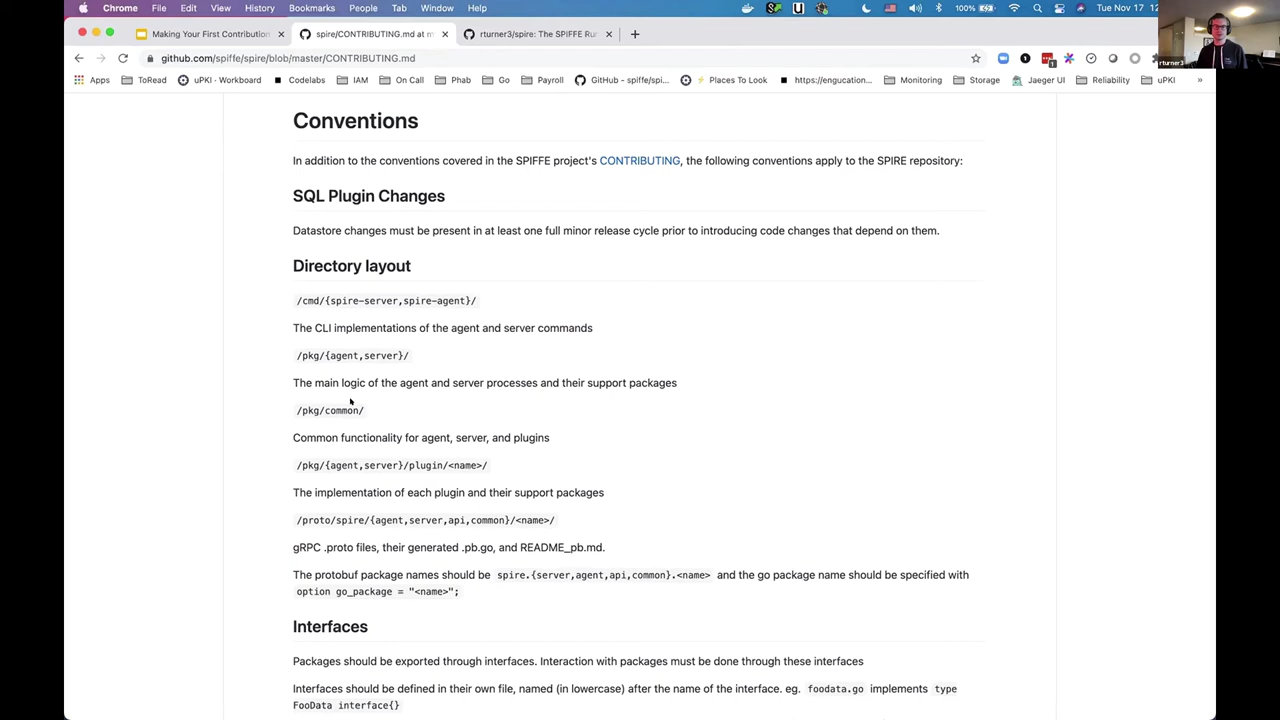 Chrome File Edit View History Bookmarks People Tab Window Help 100% Tue Nov 17 12
Making Your First Contribution × spire/CONTRIBUTING.md at m × rturner3/spire: The SPIFFE Ru × +
github.com/spiffe/spire/blob/master/CONTRIBUTING.md
rturner3
Apps ToRead uPKI · Workboard Codelabs IAM On Call Phab Go Payroll GitHub - spiffe/spi... Places To Look https://engucation... Monitoring Storage Jaeger UI Reliability uPKI »
Conventions
In addition to the conventions covered in the SPIFFE project's CONTRIBUTING, the following conventions apply to the SPIRE repository:
SQL Plugin Changes
Datastore changes must be present in at least one full minor release cycle prior to introducing code changes that depend on them.
Directory layout
/cmd/{spire-server,spire-agent}/
The CLI implementations of the agent and server commands
/pkg/{agent,server}/
The main logic of the agent and server processes and their support packages
/pkg/common/
Common functionality for agent, server, and plugins
/pkg/{agent,server}/plugin/<name>/
The implementation of each plugin and their support packages
/proto/spire/{agent,server,api,common}/<name>/
gRPC .proto files, their generated .pb.go, and README_pb.md.
The protobuf package names should be spire.{server,agent,api,common}.<name> and the go package name should be specified with
option go_package = "<name>";
Interfaces
Packages should be exported through interfaces. Interaction with packages must be done through these interfaces
Interfaces should be defined in their own file, named (in lowercase) after the name of the interface. eg. foodata.go implements type
FooData interface{}